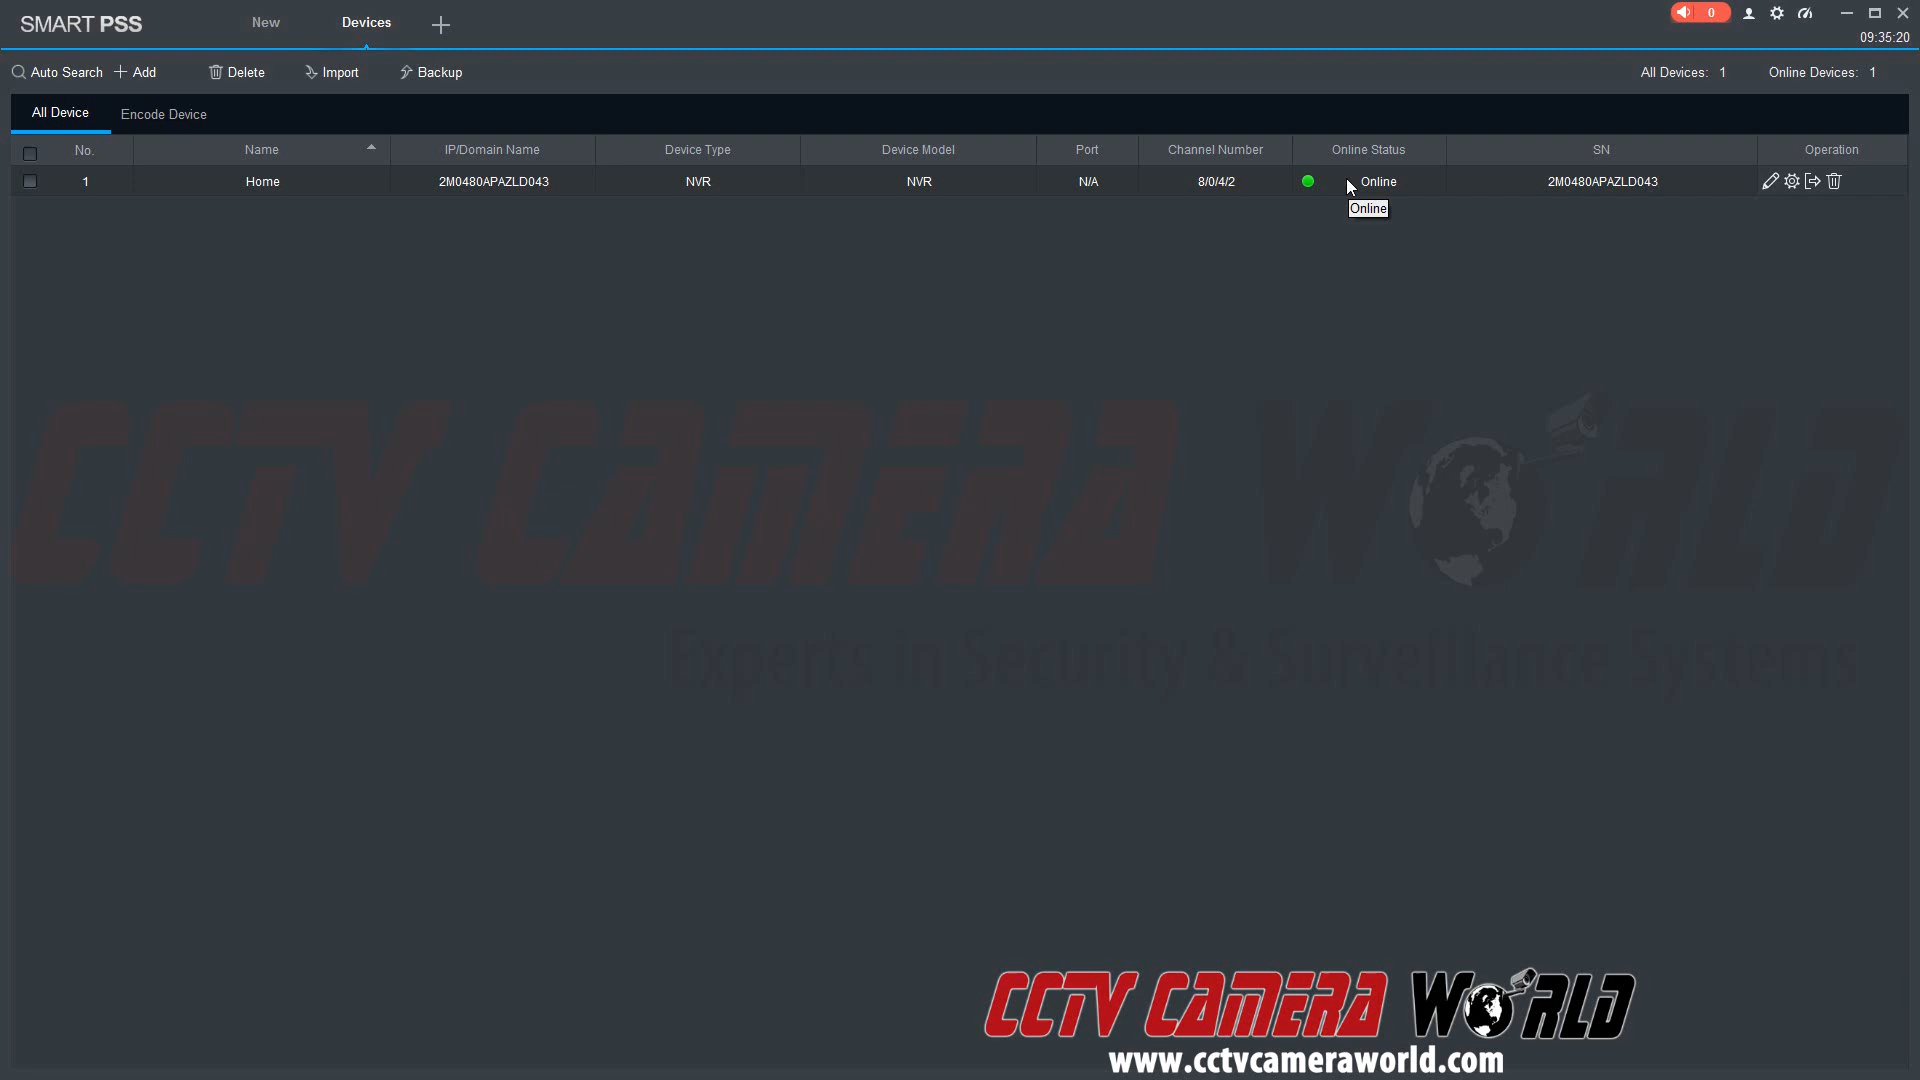 SMART PSS
New
Devices
0
09:35:20
Auto Search
Add
Delete
Import
Backup
All Devices: 1
Online Devices: 1
All Device
Encode Device
No.
Name
IP/Domain Name
Device Type
Device Model
Port
Channel Number
Online Status
SN
Operation
1
Home
2M0480APAZLD043
NVR
NVR
N/A
8/0/4/2
Online
2M0480APAZLD043
Online
CCTV CAMERA WORLD
Experts in Security & Surveillance Systems
CCTV CAMERA WORLD
www.cctvcameraworld.com